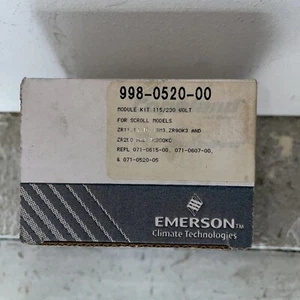 998-0520-00
MODULE KIT 115/230 VOLT
FOR SCROLL MODELS
ZR90K3 AND
REPL 071-0615-00, 071-0607-00,
& 071-0520-05
EMERSON
Climate Technologies